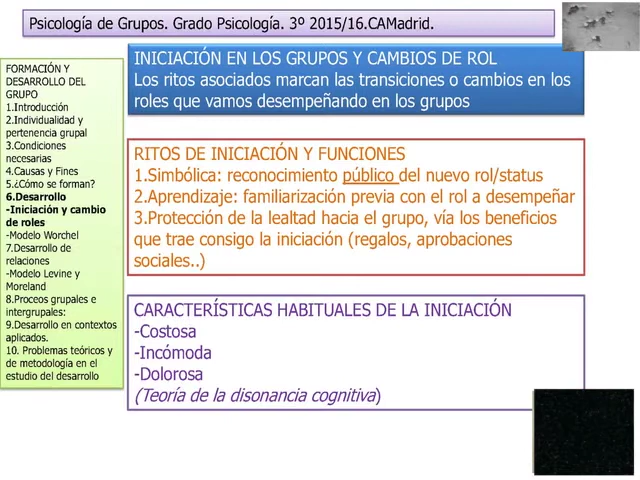 Psicología de Grupos. Grado Psicología. 3º 2015/16.CAMadrid.
FORMACIÓN Y
DESARROLLO DEL
GRUPO
1.Introducción
2.Individualidad y
pertenencia grupal
3.Condiciones
necesarias
4.Causas y Fines
5.¿Cómo se forman?
6.Desarrollo
-Iniciación y cambio
de roles
-Modelo Worchel
7.Desarrollo de
relaciones
-Modelo Levine y
Moreland
8.Proceos grupales e
intergrupales:
9.Desarrollo en contextos
aplicados.
10. Problemas teóricos y
de metodología en el
estudio del desarrollo
INICIACIÓN EN LOS GRUPOS Y CAMBIOS DE ROL
Los ritos asociados marcan las transiciones o cambios en los
roles que vamos desempeñando en los grupos
RITOS DE INICIACIÓN Y FUNCIONES
1.Simbólica: reconocimiento público del nuevo rol/status
2.Aprendizaje: familiarización previa con el rol a desempeñar
3.Protección de la lealtad hacia el grupo, vía los beneficios
que trae consigo la iniciación (regalos, aprobaciones
sociales..)
CARACTERÍSTICAS HABITUALES DE LA INICIACIÓN
-Costosa
-Incómoda
-Dolorosa
(Teoría de la disonancia cognitiva)